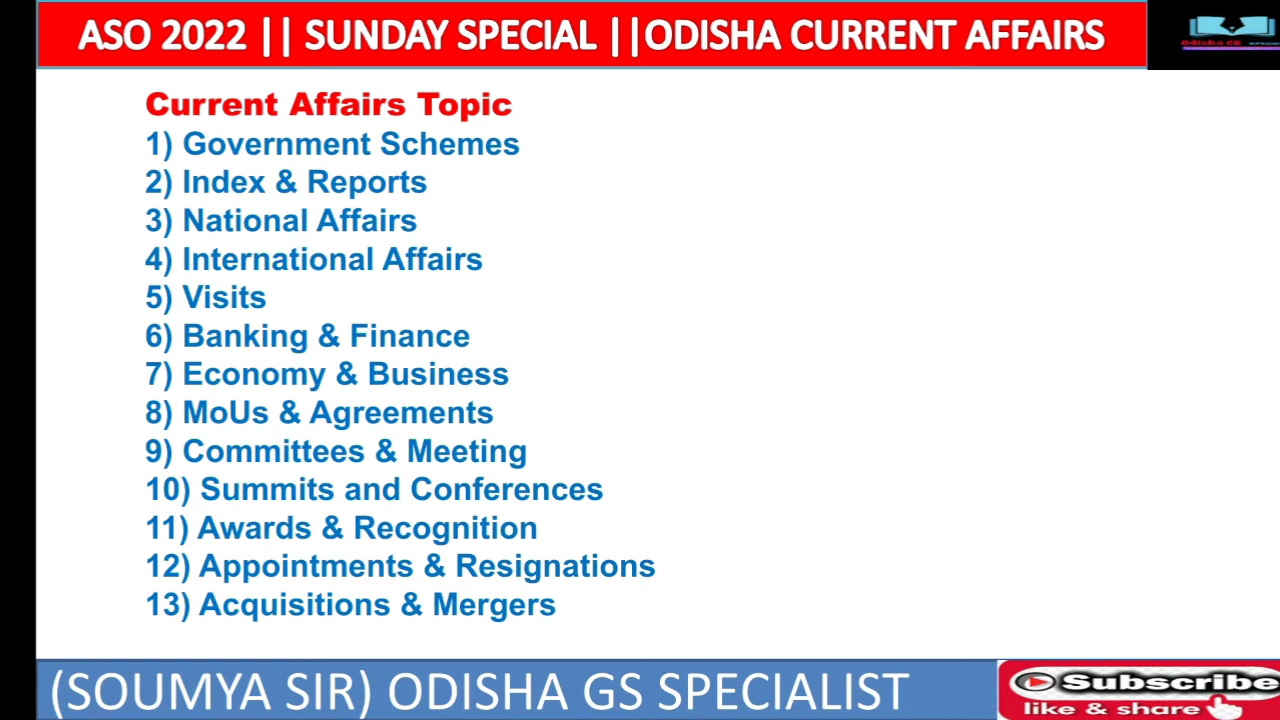 ASO 2022 || SUNDAY SPECIAL ||ODISHA CURRENT AFFAIRS
Odisha GS
Current Affairs Topic
1) Government Schemes
2) Index & Reports
3) National Affairs
4) International Affairs
5) Visits
6) Banking & Finance
7) Economy & Business
8) MoUs & Agreements
9) Committees & Meeting
10) Summits and Conferences
11) Awards & Recognition
12) Appointments & Resignations
13) Acquisitions & Mergers
(SOUMYA SIR) ODISHA GS SPECIALIST
Subscribe
like & share